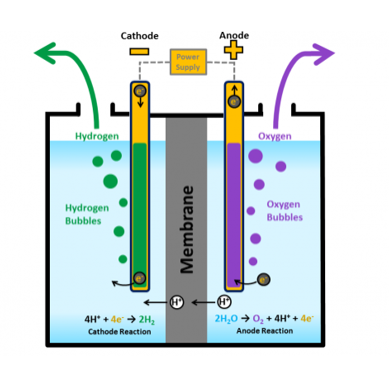 Cathode
Anode
Power
Supply
Hydrogen
Oxygen
Hydrogen
Bubbles
Membrane
Oxygen
Bubbles
H⁺
H⁺
4H⁺ + 4e⁻ → 2H₂
Cathode Reaction
2H₂O → O₂ + 4H⁺ + 4e⁻
Anode Reaction